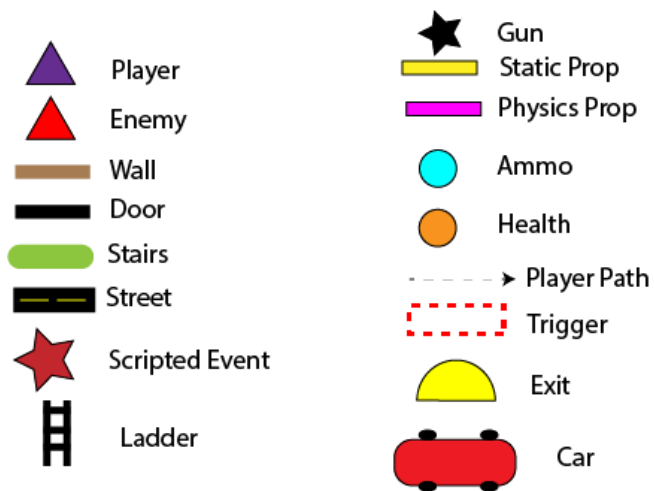 Player
Enemy
Wall
Door
Stairs
Street
Scripted Event
Ladder
Gun
Static Prop
Physics Prop
Ammo
Health
Player Path
Trigger
Exit
Car